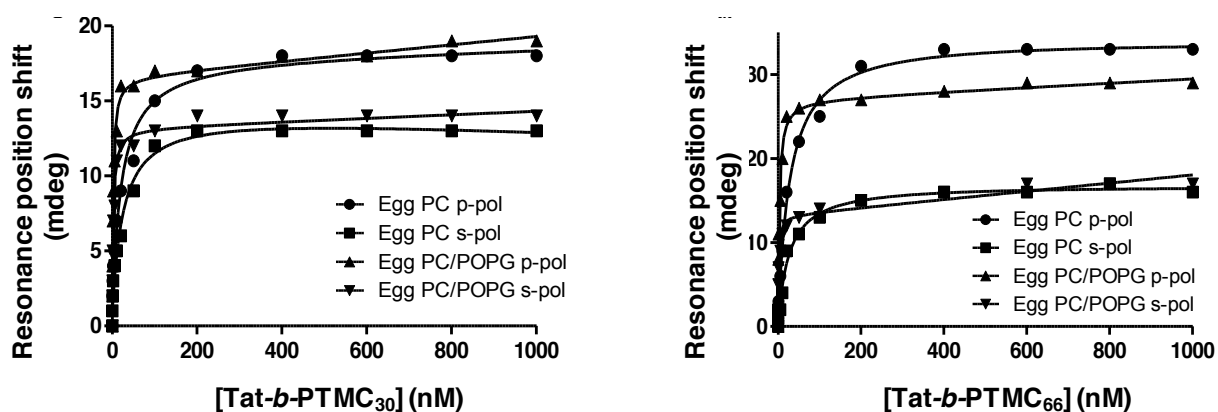 Resonance position shift
(mdeg)
20
15
10
5
0
Egg PC p-pol
Egg PC s-pol
Egg PC/POPG p-pol
Egg PC/POPG s-pol
0 200 400 600 800 1000
[Tat-b-PTMC30] (nM)
Resonance position shift
(mdeg)
30
20
10
0
Egg PC p-pol
Egg PC s-pol
Egg PC/POPG p-pol
Egg PC/POPG s-pol
0 200 400 600 800 1000
[Tat-b-PTMC66] (nM)